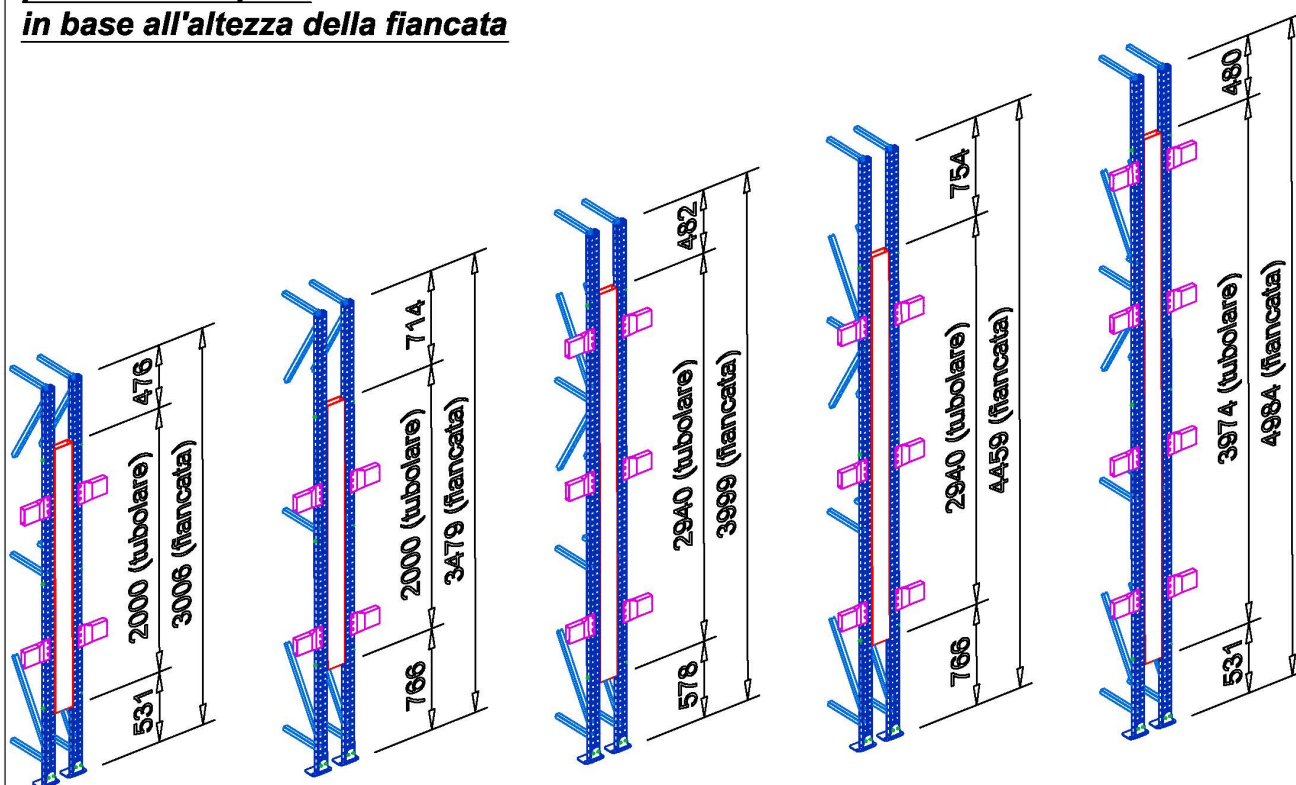 in base all'altezza della fiancata
476
2000 (tubolare)
3006 (fiancata)
531
714
2000 (tubolare)
3479 (fiancata)
766
482
2940 (tubolare)
3999 (fiancata)
578
754
2940 (tubolare)
4459 (fiancata)
766
480
3974 (tubolare)
4984 (fiancata)
531